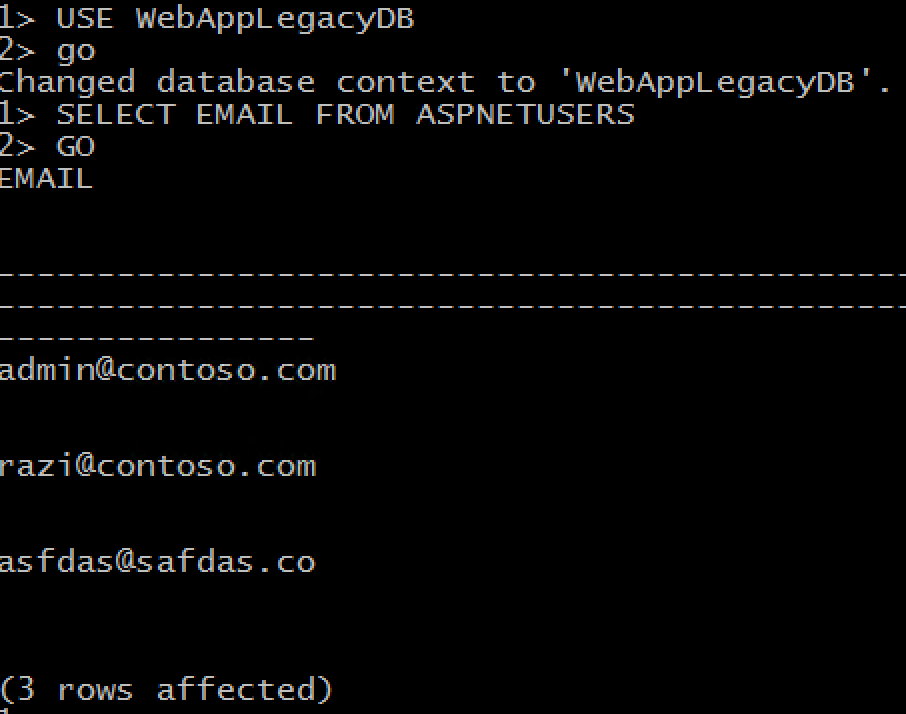 1> USE WebAppLegacyDB
2> go
Changed database context to 'WebAppLegacyDB'.
1> SELECT EMAIL FROM ASPNETUSERS
2> GO
EMAIL
----------------------------------------------
----------------------------------------------
----------------
admin@contoso.com
razi@contoso.com
asfdas@safdas.co
(3 rows affected)